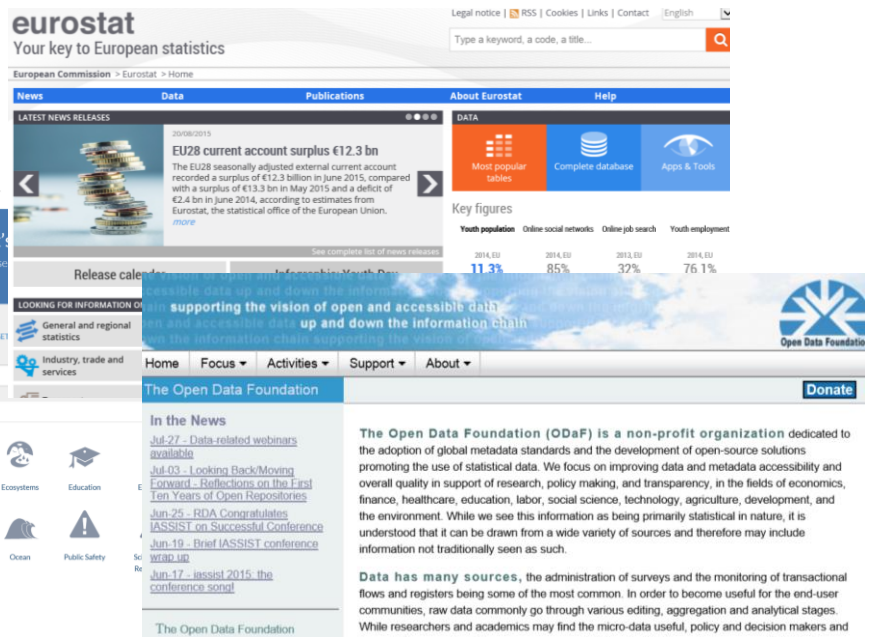 eurostat
Your key to European statistics
Legal notice | RSS | Cookies | Links | Contact English
Type a keyword, a code, a title...
European Commission > Eurostat > Home
News Data Publications About Eurostat Help
LATEST NEWS RELEASES
20/08/2015
EU28 current account surplus €12.3 bn
The EU28 seasonally adjusted external current account
recorded a surplus of €12.3 billion in June 2015, compared
with a surplus of €13.3 bn in May 2015 and a deficit of
€2.4 bn in June 2014, according to estimates from
Eurostat, the statistical office of the European Union.
more
See complete list of news releases
DATA
Most popular
tables
Complete database
Apps & Tools
Key figures
Youth population Online social networks Online job search Youth employment
2014, EU 2014, EU 2013, EU 2014, EU
11.3% 85% 32% 76.1%
Release calendar
LOOKING FOR INFORMATION
General and regional
statistics
Industry, trade and
services
Ecosystems
Education
Ocean
Public Safety
supporting the vision of open and accessible data
up and down the information chain
Open Data Foundation
Home Focus Activities Support About
The Open Data Foundation
Donate
In the News
Jul-27 - Data-related webinars
available
Jul-03 - Looking Back/Moving
Forward - Reflections on the First
Ten Years of Open Repositories
Jun-25 - RDA Congratulates
IASSIST on Successful Conference
Jun-19 - Brief IASSIST conference
wrap up
Jun-17 - iassist 2015: the
conference song!
The Open Data Foundation
The Open Data Foundation (ODaF) is a non-profit organization dedicated to
the adoption of global metadata standards and the development of open-source solutions
promoting the use of statistical data. We focus on improving data and metadata accessibility and
overall quality in support of research, policy making, and transparency, in the fields of economics,
finance, healthcare, education, labor, social science, technology, agriculture, development, and
the environment. While we see this information as being primarily statistical in nature, it is
understood that it can be drawn from a wide variety of sources and therefore may include
information not traditionally seen as such.
Data has many sources, the administration of surveys and the monitoring of transactional
flows and registers being some of the most common. In order to become useful for the end-user
communities, raw data commonly go through various editing, aggregation and analytical stages.
While researchers and academics may find the micro-data useful, policy and decision makers and